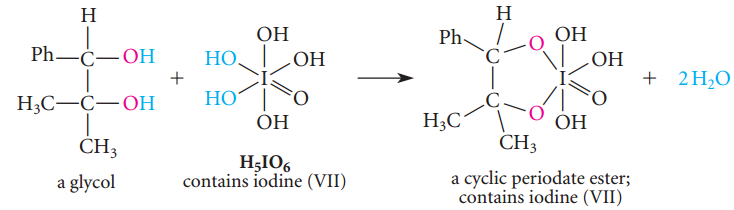 H
Ph—C—OH
H₃C—C—OH
CH₃
a glycol
+
OH
HO OH
I
HO O
OH
H₅IO₆
contains iodine (VII)
H
Ph O OH
C OH
I
C O
H₃C O OH
CH₃
a cyclic periodate ester;
contains iodine (VII)
+ 2 H₂O